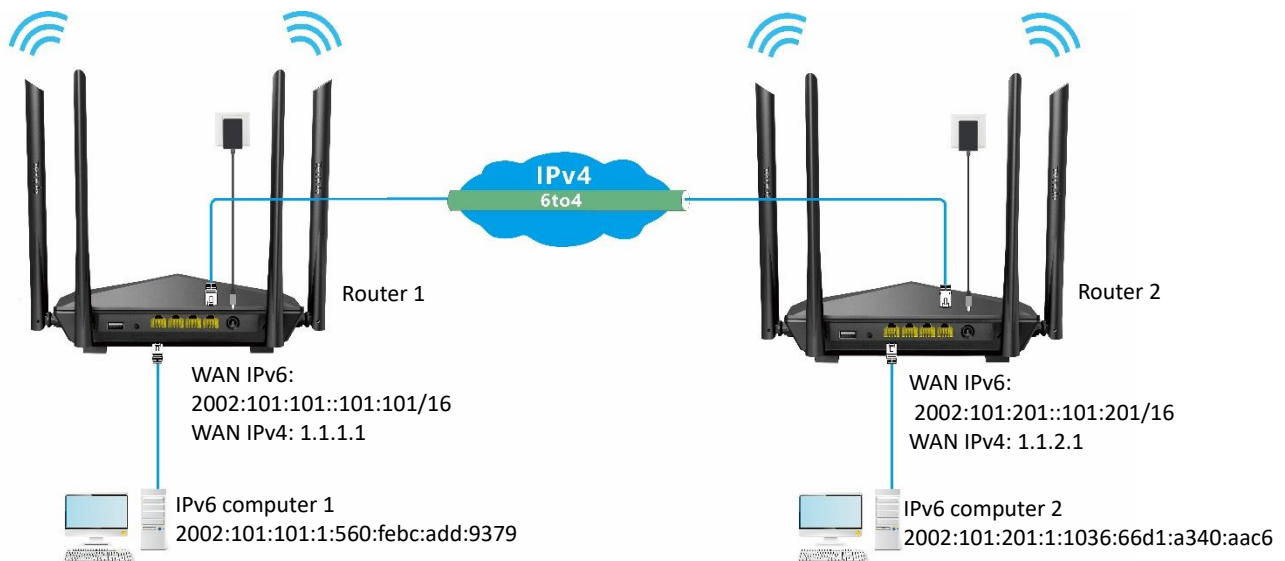 IPv4
6to4
Router 1
Router 2
WAN IPv6:
2002:101:101::101:101/16
WAN IPv4: 1.1.1.1
WAN IPv6:
2002:101:201::101:201/16
WAN IPv4: 1.1.2.1
IPv6 computer 1
2002:101:101:1:560:febc:add:9379
IPv6 computer 2
2002:101:201:1:1036:66d1:a340:aac6